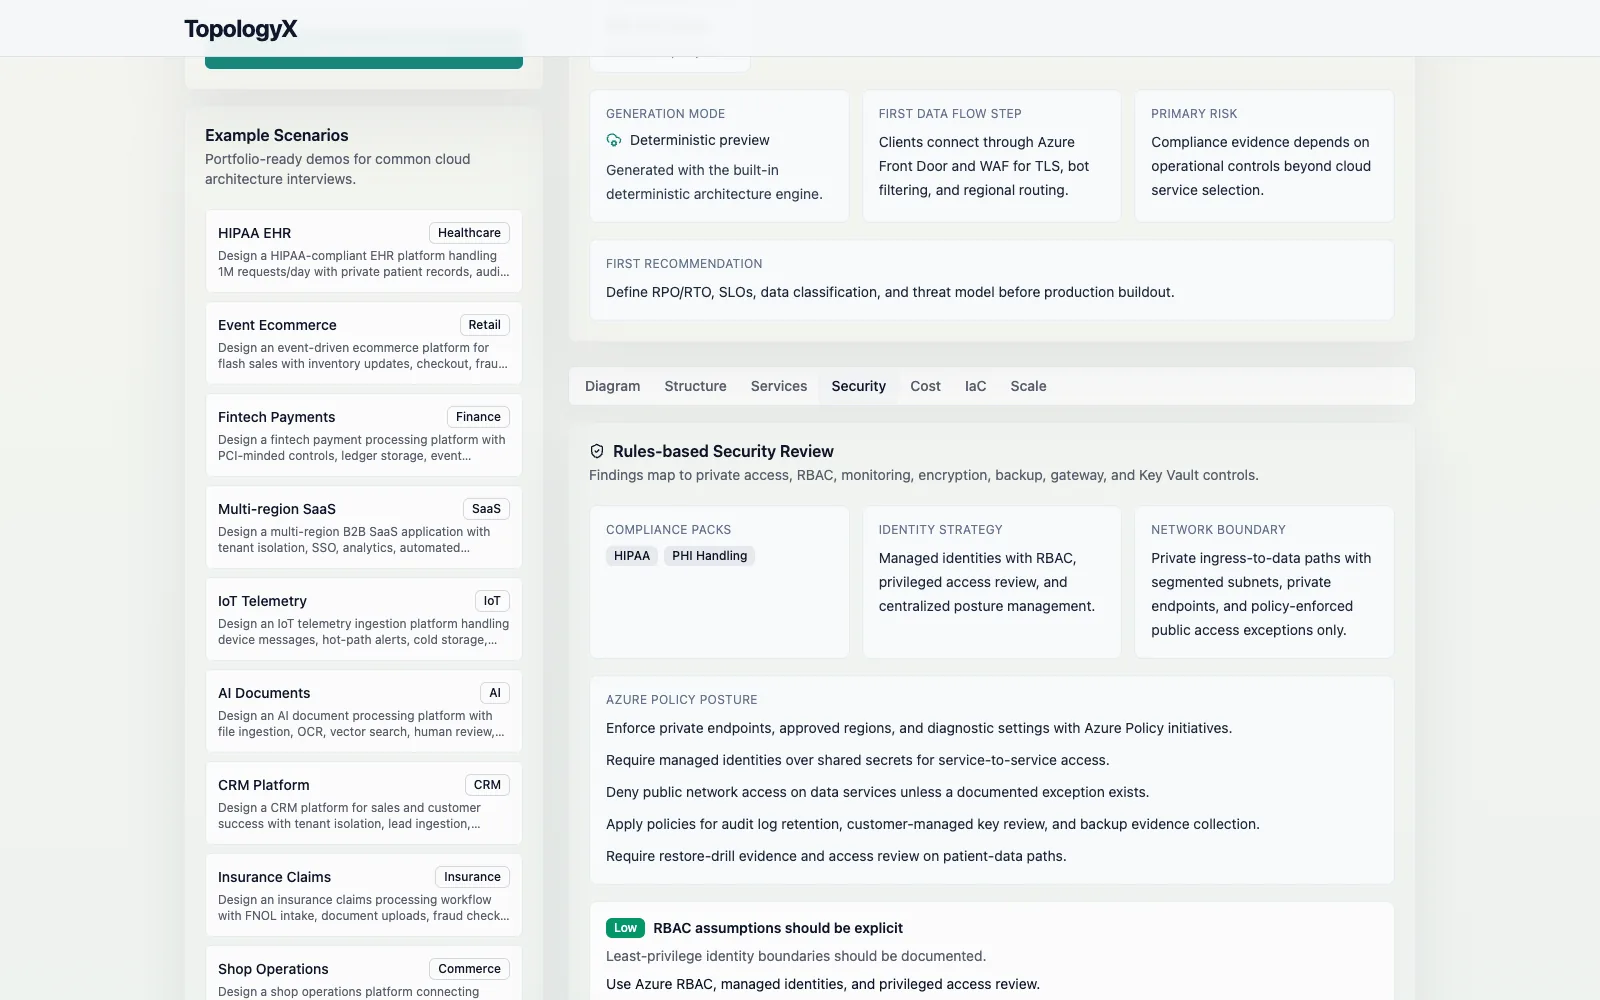 TopologyX
Example Scenarios
Portfolio-ready demos for common cloud
architecture interviews.
HIPAA EHR
Healthcare
Design a HIPAA-compliant EHR platform handling
1M requests/day with private patient records, audi...
Event Ecommerce
Retail
Design an event-driven ecommerce platform for
flash sales with inventory updates, checkout, frau...
Fintech Payments
Finance
Design a fintech payment processing platform with
PCI-minded controls, ledger storage, event...
Multi-region SaaS
SaaS
Design a multi-region B2B SaaS application with
tenant isolation, SSO, analytics, automated...
IoT Telemetry
IoT
Design an IoT telemetry ingestion platform handling
device messages, hot-path alerts, cold storage,...
AI Documents
AI
Design an AI document processing platform with
file ingestion, OCR, vector search, human review,...
CRM Platform
CRM
Design a CRM platform for sales and customer
success with tenant isolation, lead ingestion,...
Insurance Claims
Insurance
Design an insurance claims processing workflow
with FNOL intake, document uploads, fraud check...
Shop Operations
Commerce
Design a shop operations platform connecting
GENERATION MODE
Deterministic preview
Generated with the built-in
deterministic architecture engine.
FIRST DATA FLOW STEP
Clients connect through Azure
Front Door and WAF for TLS, bot
filtering, and regional routing.
PRIMARY RISK
Compliance evidence depends on
operational controls beyond cloud
service selection.
FIRST RECOMMENDATION
Define RPO/RTO, SLOs, data classification, and threat model before production buildout.
Diagram Structure Services Security Cost IaC Scale
Rules-based Security Review
Findings map to private access, RBAC, monitoring, encryption, backup, gateway, and Key Vault controls.
COMPLIANCE PACKS
HIPAA PHI Handling
IDENTITY STRATEGY
Managed identities with RBAC,
privileged access review, and
centralized posture management.
NETWORK BOUNDARY
Private ingress-to-data paths with
segmented subnets, private
endpoints, and policy-enforced
public access exceptions only.
AZURE POLICY POSTURE
Enforce private endpoints, approved regions, and diagnostic settings with Azure Policy initiatives.
Require managed identities over shared secrets for service-to-service access.
Deny public network access on data services unless a documented exception exists.
Apply policies for audit log retention, customer-managed key review, and backup evidence collection.
Require restore-drill evidence and access review on patient-data paths.
Low RBAC assumptions should be explicit
Least-privilege identity boundaries should be documented.
Use Azure RBAC, managed identities, and privileged access review.